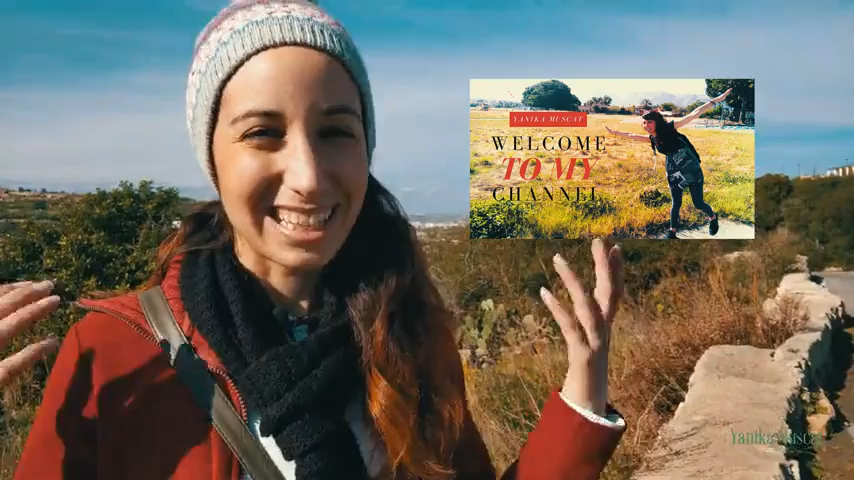 YANIKA MUSCAT
WELCOME
TO MY
CHANNEL
Yanika Muscat